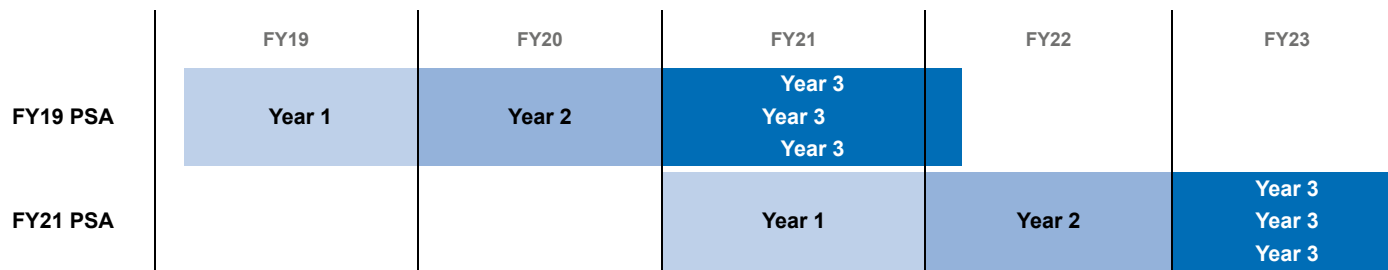 FY19 FY20 FY21 FY22 FY23
Year 3
FY19 PSA Year 1 Year 2 Year 3
Year 3
Year 3
FY21 PSA Year 1 Year 2 Year 3
Year 3